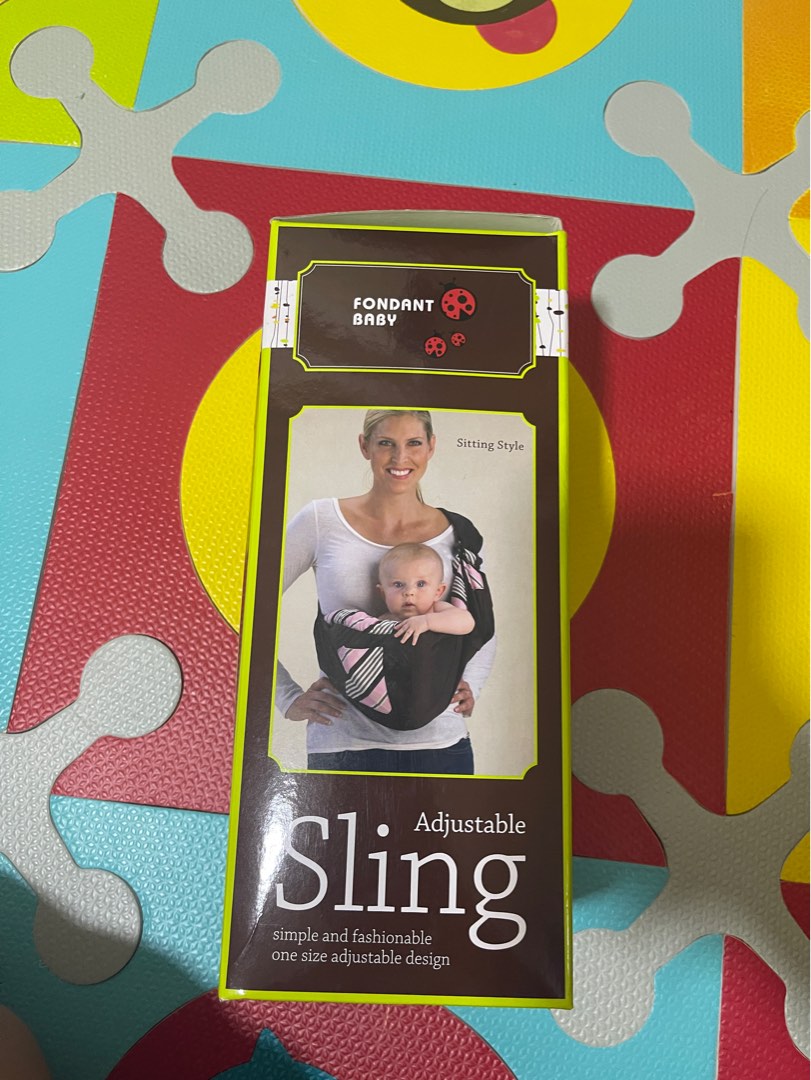 FONDANT
BABY
Sitting Style
Adjustable
Sling
simple and fashionable
one size adjustable design